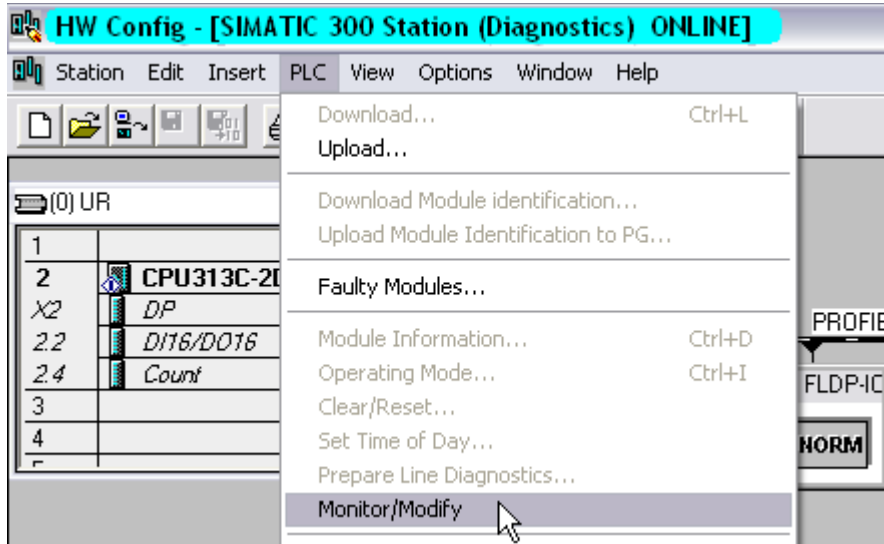 HW Config - [SIMATIC 300 Station (Diagnostics) ONLINE]
Station Edit Insert PLC View Options Window Help
Download... Ctrl+L
Upload...
Download Module identification...
Upload Module Identification to PG...
Faulty Modules...
Module Information... Ctrl+D
Operating Mode... Ctrl+I
Clear/Reset...
Set Time of Day...
Prepare Line Diagnostics...
Monitor/Modify
(0) UR
1
2 CPU313C-2D
X2 DP
2.2 DI16/DO16
2.4 Count
3
4
PROFIB
FLDP-IC
NORM